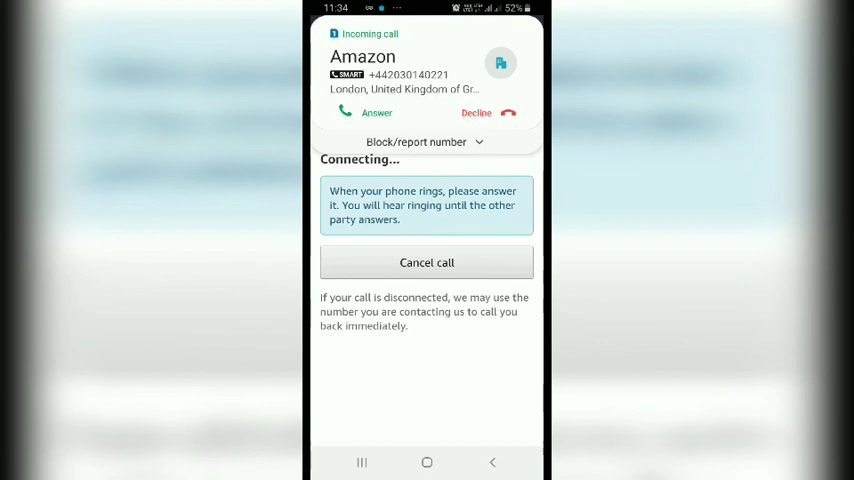 11:34 ... 52%
Incoming call
Amazon
SMART +442030140221
London, United Kingdom of Gr...
Answer Decline
Block/report number
Connecting...
When your phone rings, please answer
it. You will hear ringing until the other
party answers.
Cancel call
If your call is disconnected, we may use the
number you are contacting us to call you
back immediately.